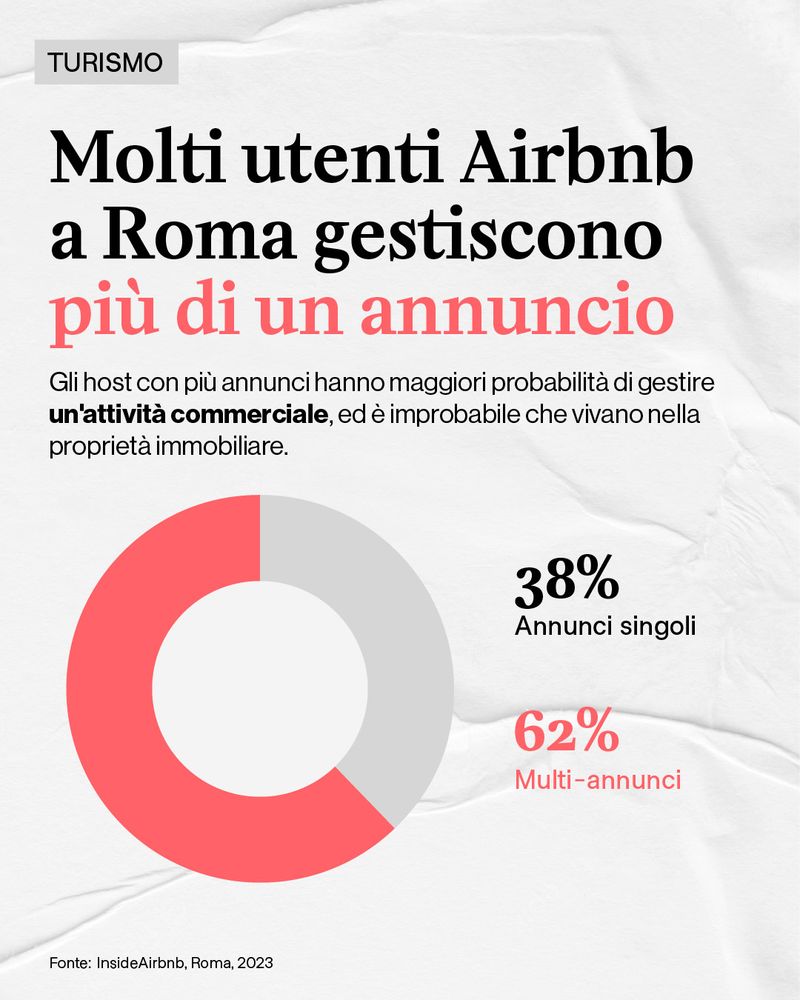 TURISMO
Molti utenti Airbnb
a Roma gestiscono
più di un annuncio
Gli host con più annunci hanno maggiori probabilità di gestire
un'attività commerciale, ed è improbabile che vivano nella
proprietà immobiliare.
38%
Annunci singoli
62%
Multi-annunci
Fonte: InsideAirbnb, Roma, 2023